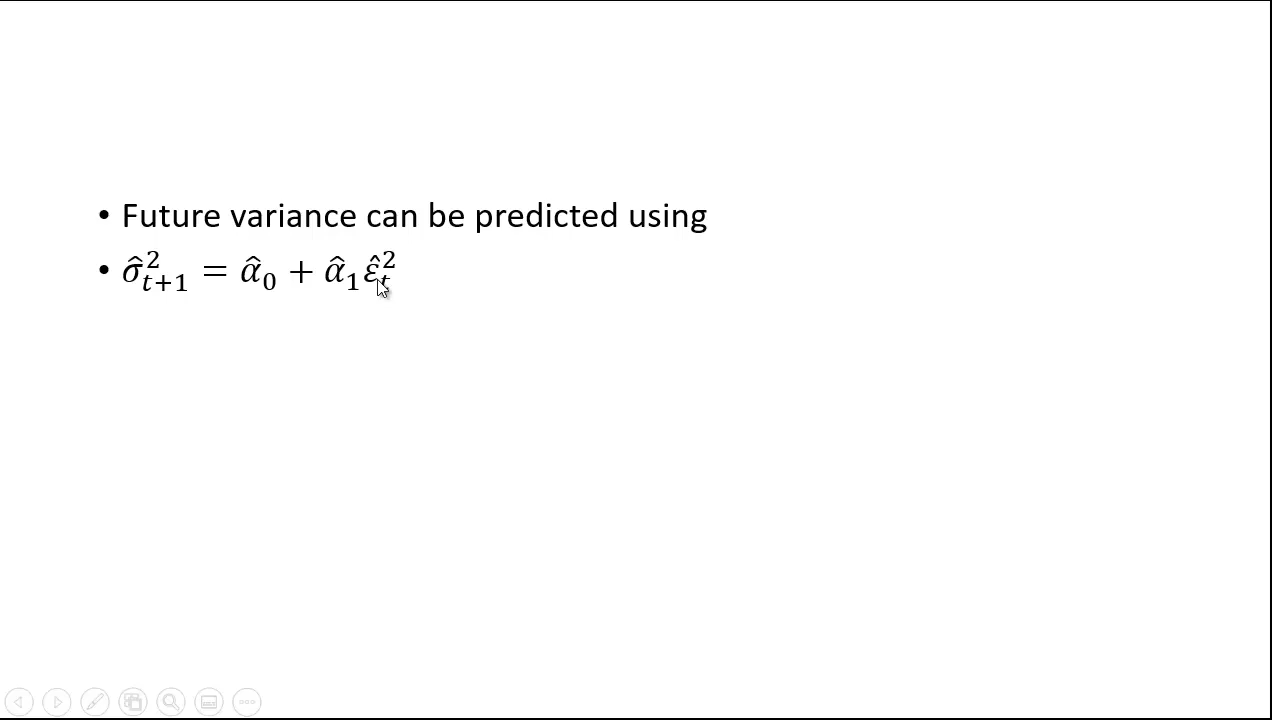 • Future variance can be predicted using
• σ̂²ₜ₊₁ = α̂₀ + α̂₁ε̂²ₜ